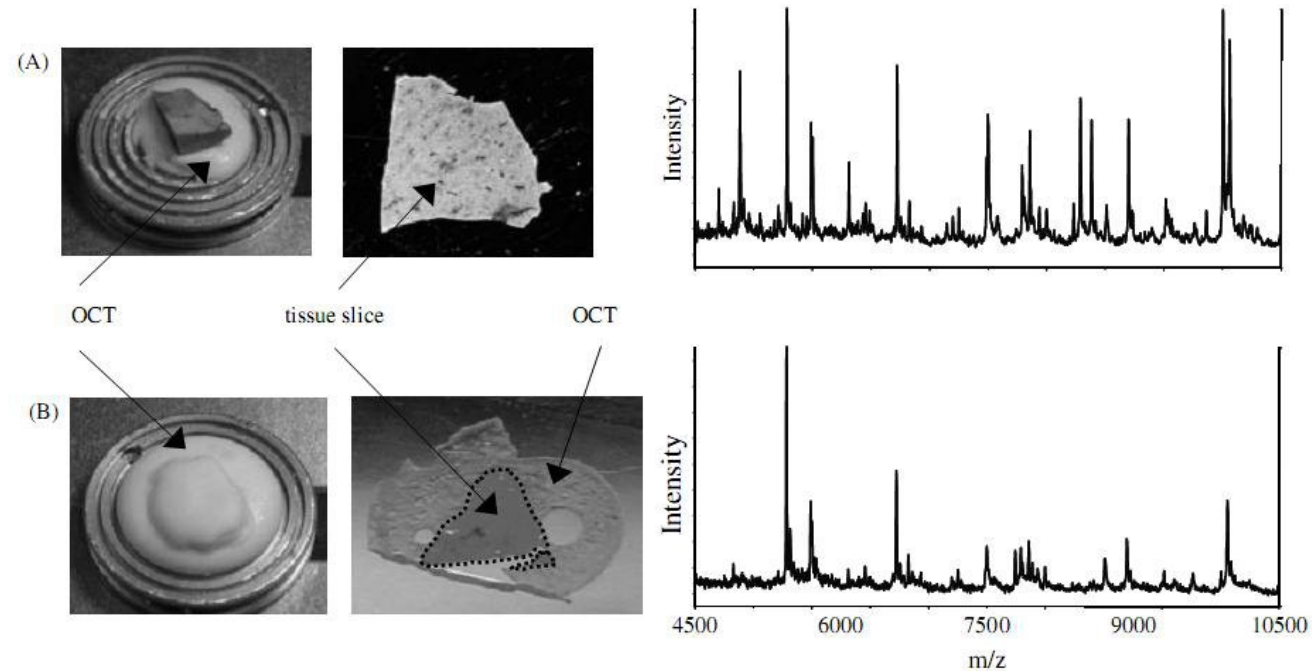 (A)
Intensity
OCT
tissue slice
OCT
(B)
Intensity
4500
6000
7500
9000
10500
m/z